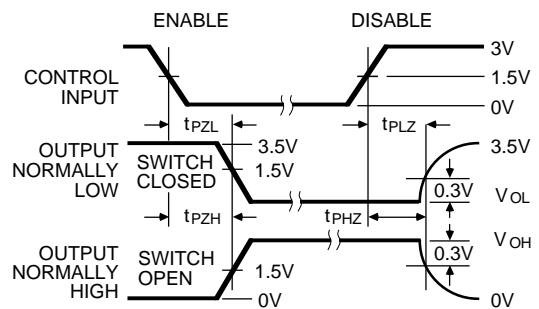 ENABLE DISABLE
3V
CONTROL INPUT 1.5V
0V
tPZL tPLZ
OUTPUT NORMALLY LOW
SWITCH CLOSED
3.5V 3.5V
1.5V
0.3V VOL
tPZH tPHZ
VOH
OUTPUT NORMALLY HIGH
SWITCH OPEN
0.3V
1.5V
0V 0V